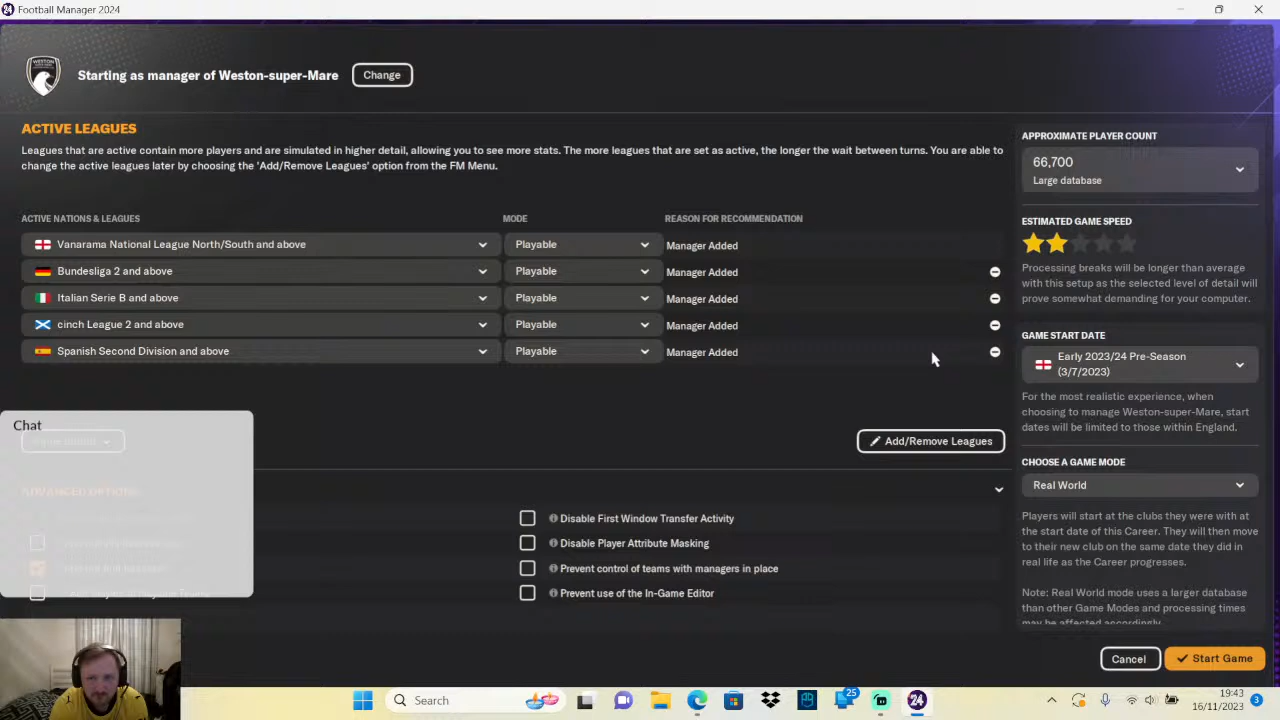 24 Football Manager 2024
WESTON
Starting as manager of Weston-super-Mare
Change
ACTIVE LEAGUES
Leagues that are active contain more players and are simulated in higher detail, allowing you to see more stats. The more leagues that are set as active, the longer the wait between turns. You are able to
change the active leagues later by choosing the 'Add/Remove Leagues' option from the FM Menu.
ACTIVE NATIONS & LEAGUES MODE REASON FOR RECOMMENDATION
Vanarama National League North/South and above Playable Manager Added
Bundesliga 2 and above Playable Manager Added
Italian Serie B and above Playable Manager Added
cinch League 2 and above Playable Manager Added
Spanish Second Division and above Playable Manager Added
Chat
Add/Remove Leagues
ADVANCED OPTIONS
Disable First Window Transfer Activity
Disable Player Attribute Masking
Prevent control of teams with managers in place
Prevent use of the In-Game Editor
APPROXIMATE PLAYER COUNT
66,700
Large database
ESTIMATED GAME SPEED
Processing breaks will be longer than average
with this setup as the selected level of detail will
prove somewhat demanding for your computer.
GAME START DATE
Early 2023/24 Pre-Season
(3/7/2023)
For the most realistic experience, when
choosing to manage Weston-super-Mare, start
dates will be limited to those within England.
CHOOSE A GAME MODE
Real World
Players will start at the clubs they were with at
the start date of this Career. They will then move
to their new club on the same date they did in
real life as the Career progresses.
Note: Real World mode uses a larger database
than other Game Modes and processing times
may be affected accordingly.
Cancel
Start Game
Search
25
24
19:43
16/11/2023
3